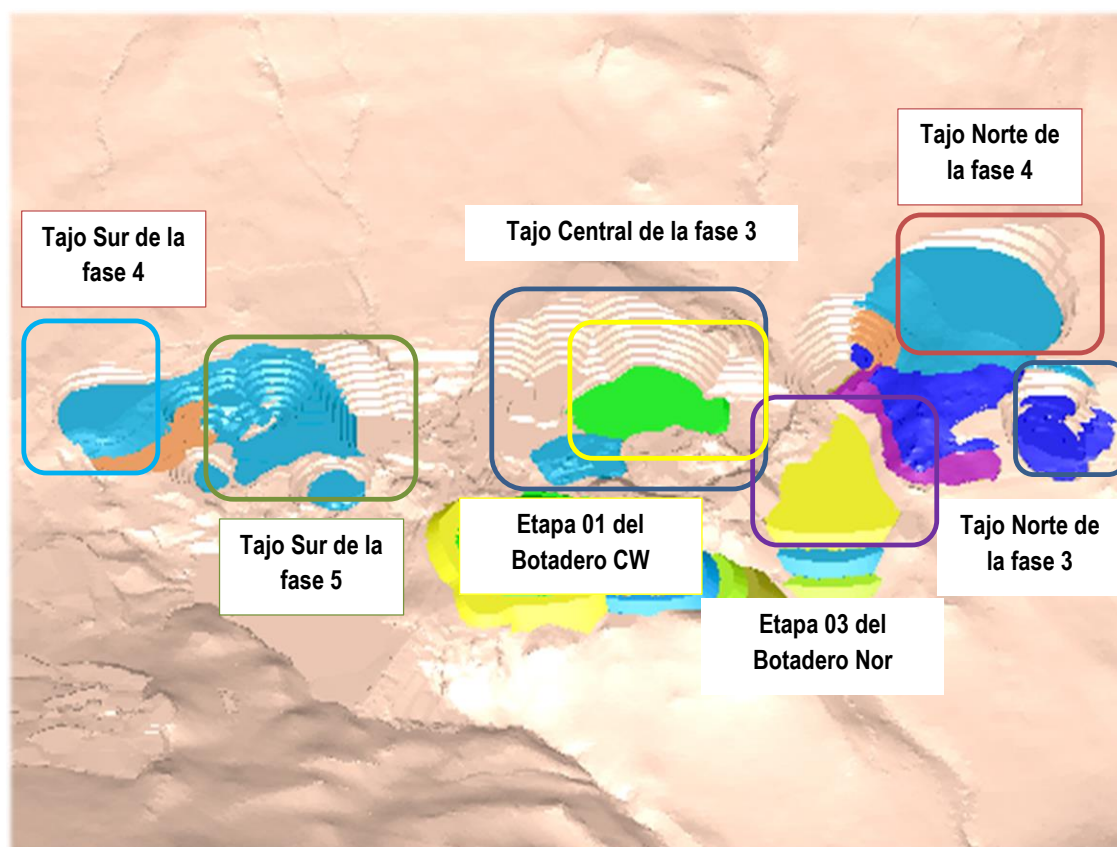 Tajo Norte de
la fase 4
Tajo Sur de la
fase 4
Tajo Central de la fase 3
Etapa 01 del
Botadero CW
Tajo Norte de
la fase 3
Tajo Sur de la
fase 5
Etapa 03 del
Botadero Nor